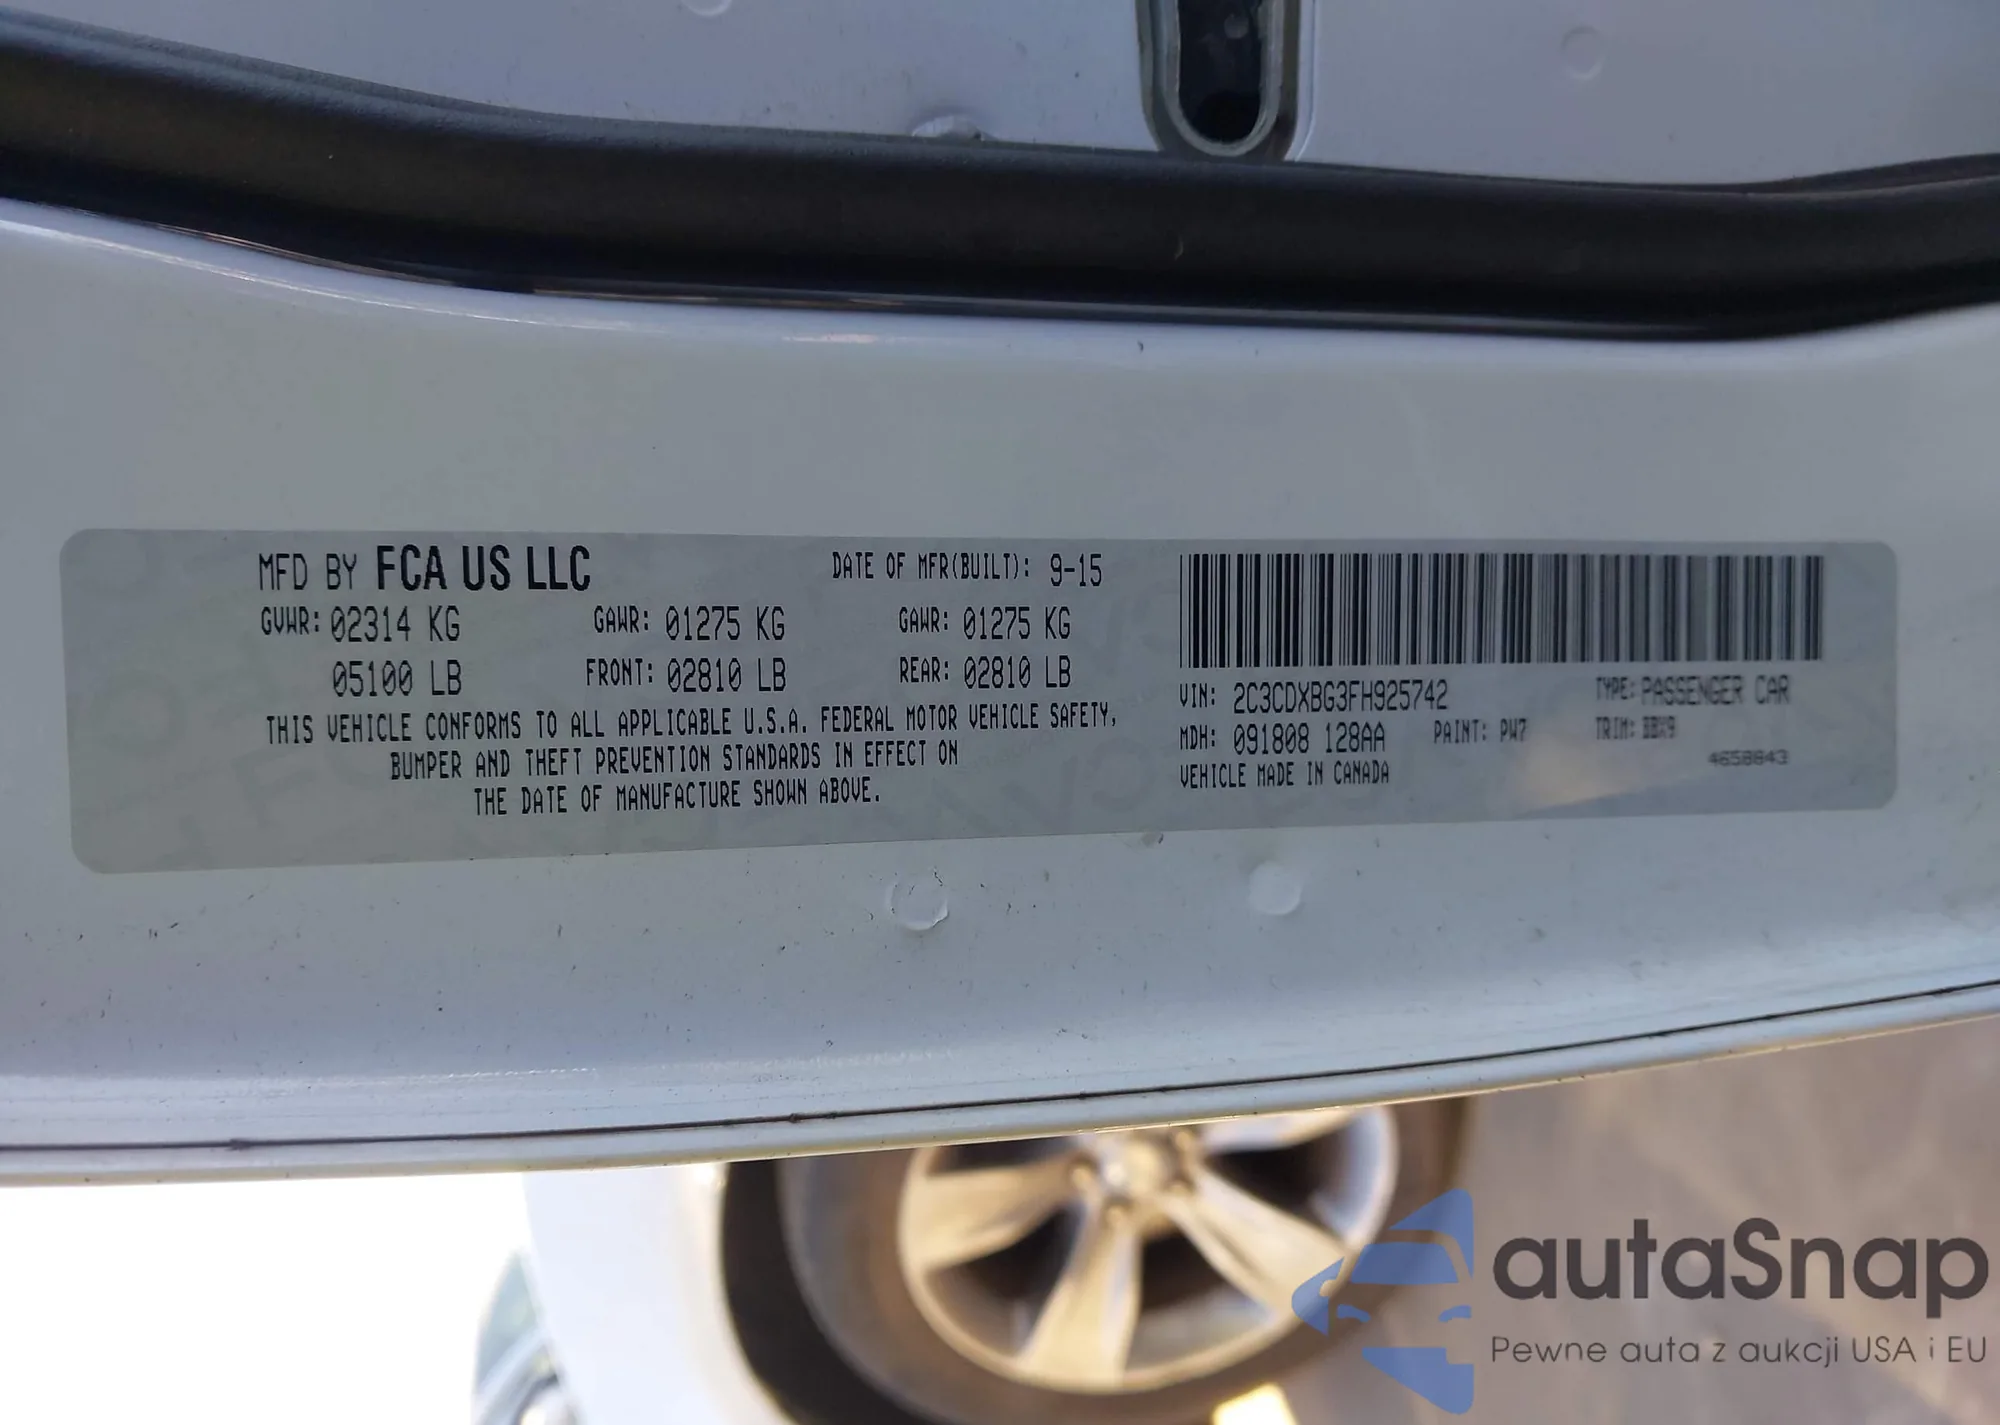 MFD BY FCA US LLC DATE OF MFR(BUILT): 9-15
GVWR: 02314 KG GAWR: 01275 KG GAWR: 01275 KG
05100 LB FRONT: 02810 LB REAR: 02810 LB
THIS VEHICLE CONFORMS TO ALL APPLICABLE U.S.A. FEDERAL MOTOR VEHICLE SAFETY,
BUMPER AND THEFT PREVENTION STANDARDS IN EFFECT ON
THE DATE OF MANUFACTURE SHOWN ABOVE.
VIN: 2C3CDXBG3FH925742 TYPE: PASSENGER CAR
MDH: 091808 128AA PAINT: PW7 TRIM: BBX9
VEHICLE MADE IN CANADA 4658843
autaSnap
Pewne auta z aukcji USA i EU